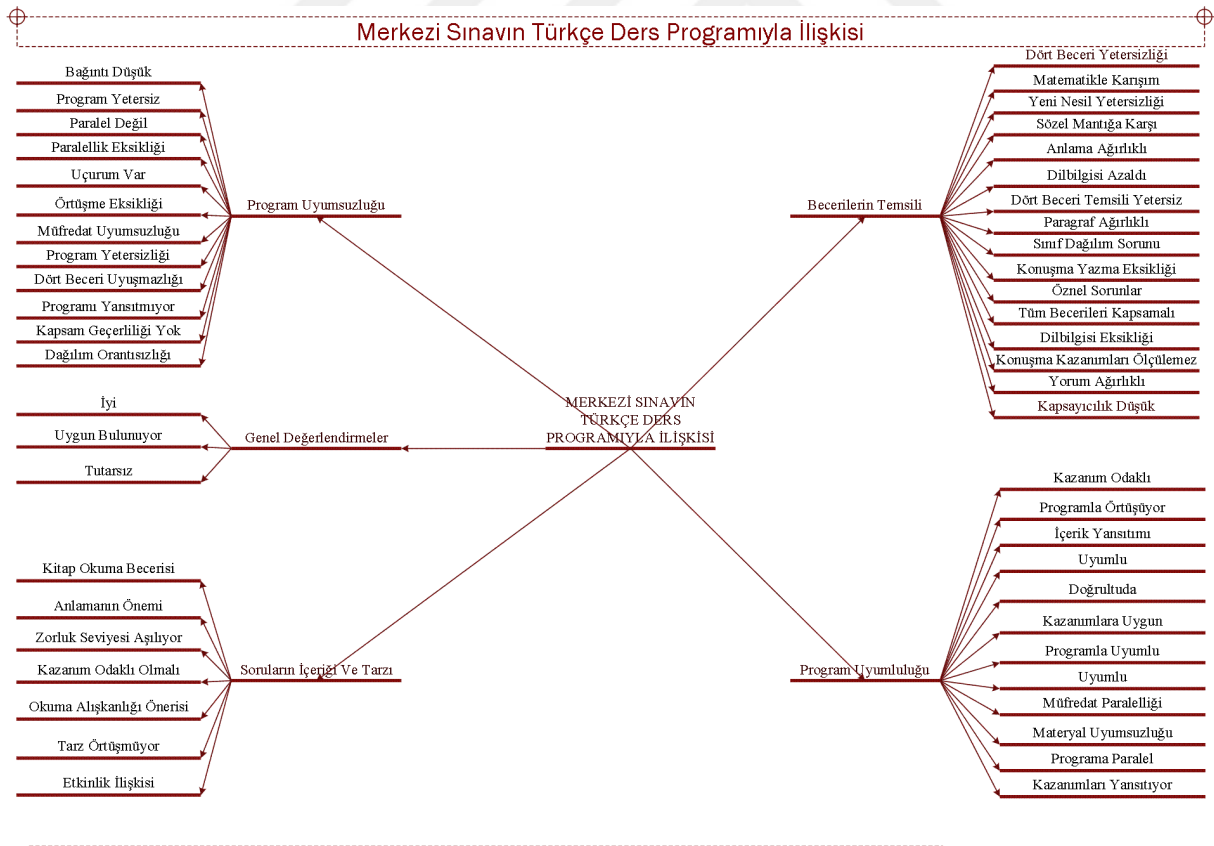 Merkezi Sınavın Türkçe Ders Programıyla İlişkisi
Bağıntı Düşük
Program Yetersiz
Paralel Değil
Paralellik Eksikliği
Uçurum Var
Örtüşme Eksikliği
Müfredat Uyumsuzluğu
Program Yetersizliği
Dört Beceri Uyuşmazlığı
Programı Yansıtmıyor
Kapsam Geçerliliği Yok
Dağılım Orantısızlığı
Program Uyumsuzluğu
İyi
Uygun Bulunuyor
Tutarsız
Genel Değerlendirmeler
Kitap Okuma Becerisi
Anlamanın Önemi
Zorluk Seviyesi Aşılıyor
Kazanım Odaklı Olmalı
Okuma Alışkanlığı Önerisi
Tarz Örtüşmüyor
Etkinlik İlişkisi
Soruların İçeriği Ve Tarzı
MERKEZİ SINAVIN
TÜRKÇE DERS
PROGRAMIYLA İLİŞKİSİ
Becerilerin Temsili
Dört Beceri Yetersizliği
Matematikle Karışım
Yeni Nesil Yetersizliği
Sözel Mantığa Karşı
Anlama Ağırlıklı
Dilbilgisi Azaldı
Dört Beceri Temsili Yetersiz
Paragraf Ağırlıklı
Sınıf Dağılım Sorunu
Konuşma Yazma Eksikliği
Öznel Sorunlar
Tüm Becerileri Kapsamalı
Dilbilgisi Eksikliği
Konuşma Kazanımları Ölçülemez
Yorum Ağırlıklı
Kapsayıcılık Düşük
Program Uyumluluğu
Kazanım Odaklı
Programla Örtüşüyor
İçerik Yansıtımı
Uyumlu
Doğrultuda
Kazanımlara Uygun
Programla Uyumlu
Uyumlu
Müfredat Paralelliği
Materyal Uyumsuzluğu
Programa Paralel
Kazanımları Yansıtıyor